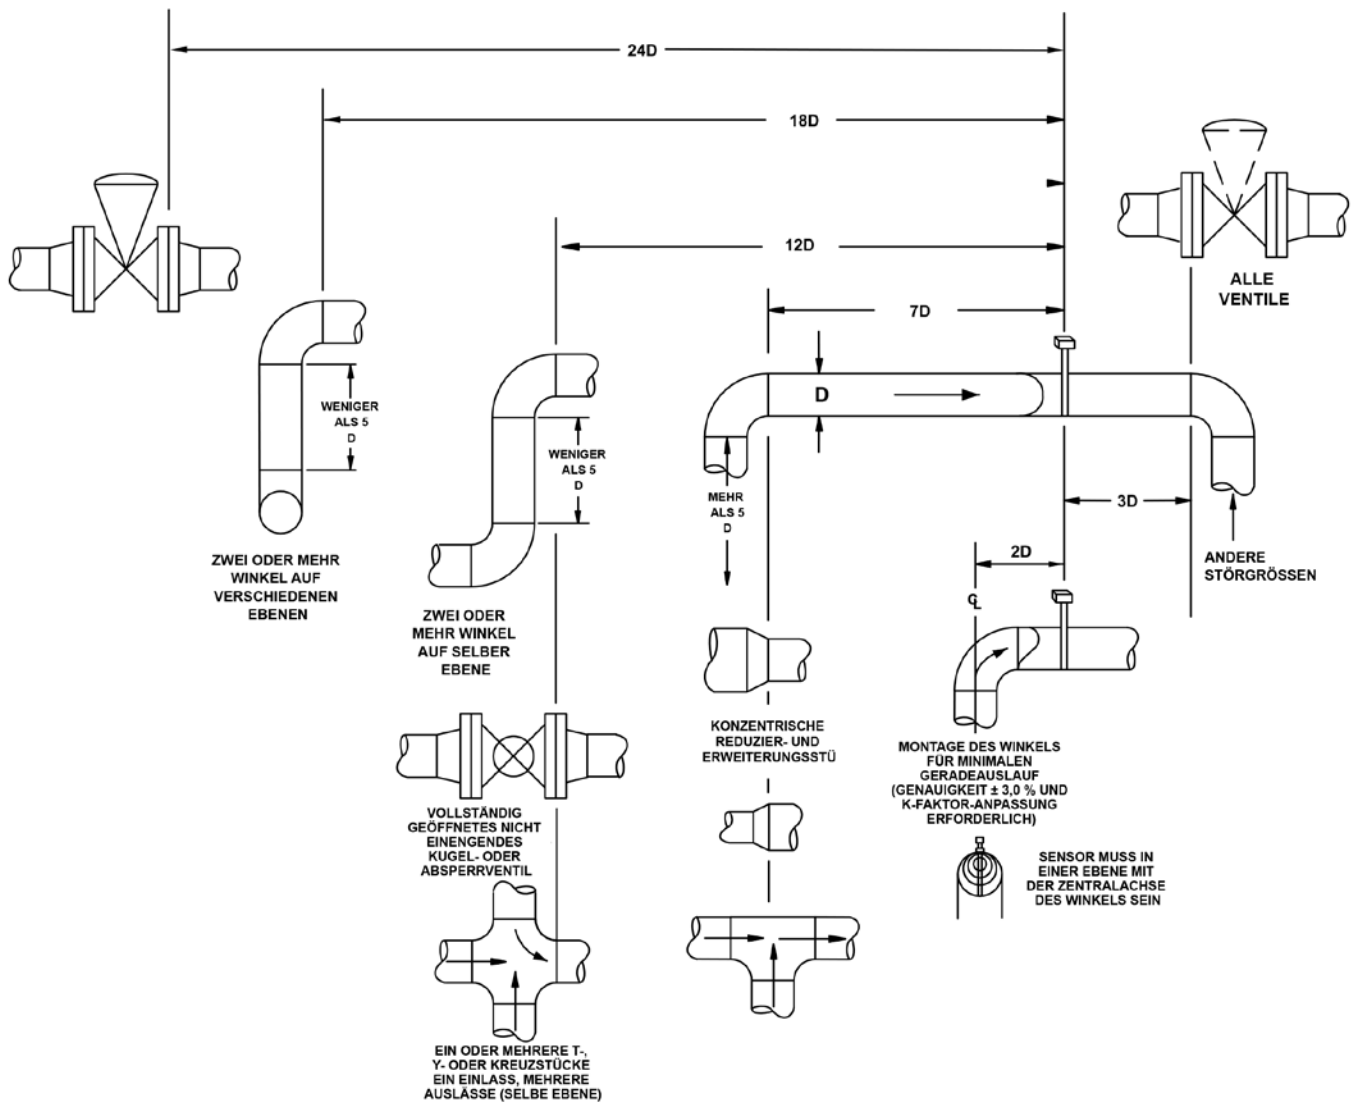 24D
18D
12D
7D
ALLE
VENTILE
D
WENIGER
ALS 5
D
WENIGER
ALS 5
D
MEHR
ALS 5
D
3D
2D
ANDERE
STÖRGRÖSSEN
ZWEI ODER MEHR
WINKEL AUF
VERSCHIEDENEN
EBENEN
ZWEI ODER
MEHR WINKEL
AUF SELBER
EBENE
CL
KONZENTRISCHE
REDUZIER- UND
ERWEITERUNGSSTÜ
MONTAGE DES WINKELS
FÜR MINIMALEN
GERADEAUSLAUF
(GENAUIGKEIT ± 3,0 % UND
K-FAKTOR-ANPASSUNG
ERFORDERLICH)
VOLLSTÄNDIG
GEÖFFNETES NICHT
EINENGENDES
KUGEL- ODER
ABSPERRVENTIL
SENSOR MUSS IN
EINER EBENE MIT
DER ZENTRALACHSE
DES WINKELS SEIN
EIN ODER MEHRERE T-,
Y- ODER KREUZSTÜCKE
EIN EINLASS, MEHRERE
AUSLÄSSE (SELBE EBENE)